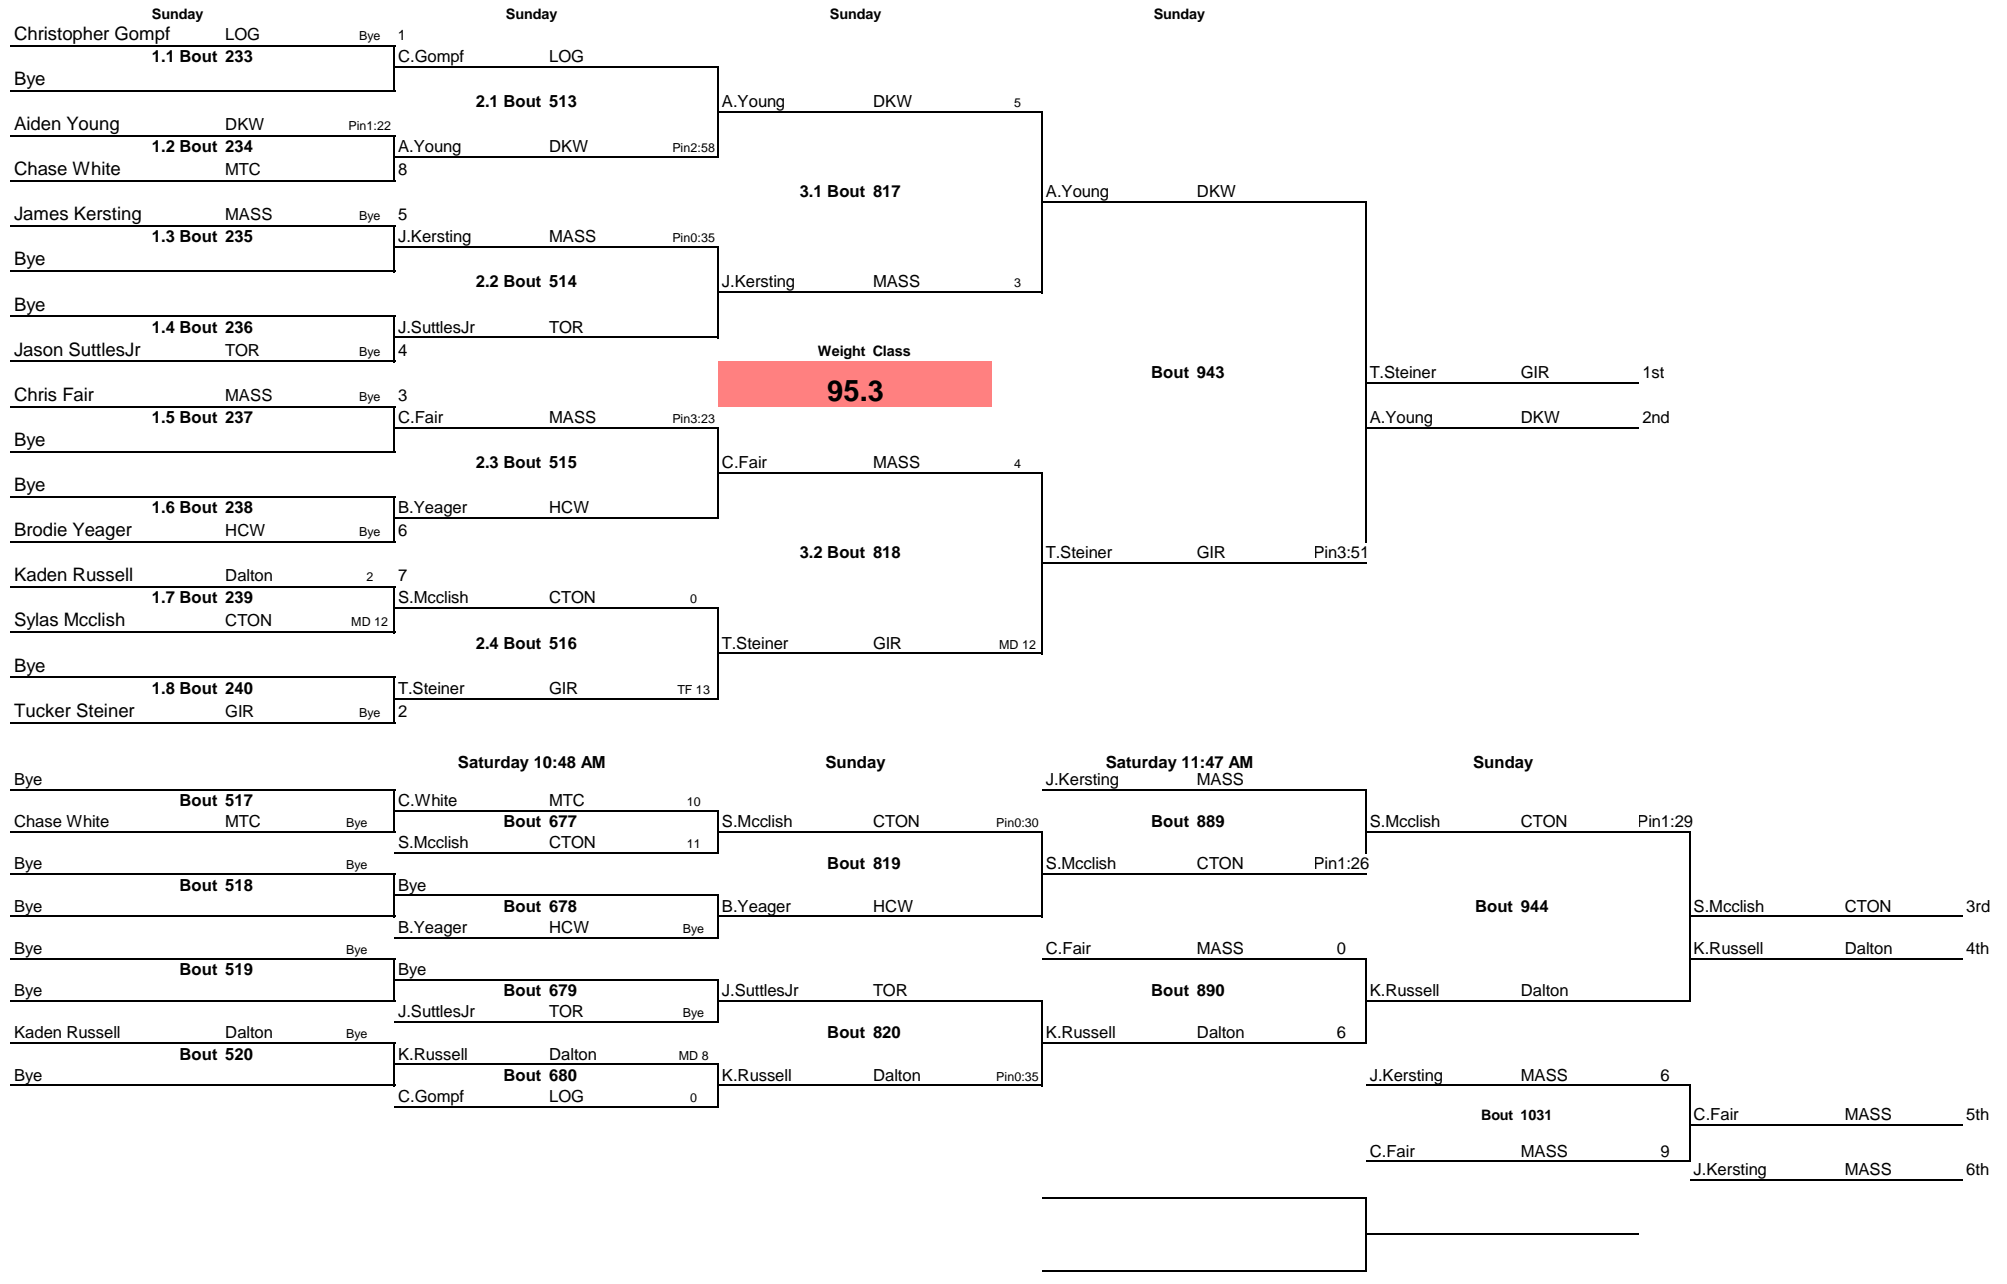 Sunday Sunday Sunday Sunday
Christopher Gompf LOG Bye 1
1.1 Bout 233 C.Gompf LOG
Bye
2.1 Bout 513 A.Young DKW 5
Aiden Young DKW Pin1:22
1.2 Bout 234 A.Young DKW Pin2:58
Chase White MTC 8
3.1 Bout 817 A.Young DKW
James Kersting MASS Bye 5
1.3 Bout 235 J.Kersting MASS Pin0:35
Bye
2.2 Bout 514 J.Kersting MASS 3
Bye
1.4 Bout 236 J.SuttlesJr TOR
Jason SuttlesJr TOR Bye 4 Weight Class
Bout 943 T.Steiner GIR 1st
Chris Fair MASS Bye 3 95.3
1.5 Bout 237 C.Fair MASS Pin3:23 A.Young DKW 2nd
Bye
2.3 Bout 515 C.Fair MASS 4
Bye
1.6 Bout 238 B.Yeager HCW
Brodie Yeager HCW Bye 6
3.2 Bout 818 T.Steiner GIR Pin3:51
Kaden Russell Dalton 2 7
1.7 Bout 239 S.Mcclish CTON 0
Sylas Mcclish CTON MD 12
2.4 Bout 516 T.Steiner GIR MD 12
Bye
1.8 Bout 240 T.Steiner GIR TF 13
Tucker Steiner GIR Bye 2
Saturday 10:48 AM Sunday Saturday 11:47 AM Sunday
Bye J.Kersting MASS
Bout 517 C.White MTC 10
Chase White MTC Bye Bout 677 S.Mcclish CTON Pin0:30 Bout 889 S.Mcclish CTON Pin1:29
S.Mcclish CTON 11
Bye Bye Bout 819 S.Mcclish CTON Pin1:26
Bout 518 Bye
Bye Bout 678 B.Yeager HCW Bout 944 S.Mcclish CTON 3rd
B.Yeager HCW Bye
Bye Bye C.Fair MASS 0 K.Russell Dalton 4th
Bout 519 Bye
Bye Bout 679 J.SuttlesJr TOR Bout 890 K.Russell Dalton
J.SuttlesJr TOR Bye
Kaden Russell Dalton Bye Bout 820 K.Russell Dalton 6
Bout 520 K.Russell Dalton MD 8
Bye Bout 680 K.Russell Dalton Pin0:35 J.Kersting MASS 6
C.Gompf LOG 0
Bout 1031 C.Fair MASS 5th
C.Fair MASS 9
J.Kersting MASS 6th